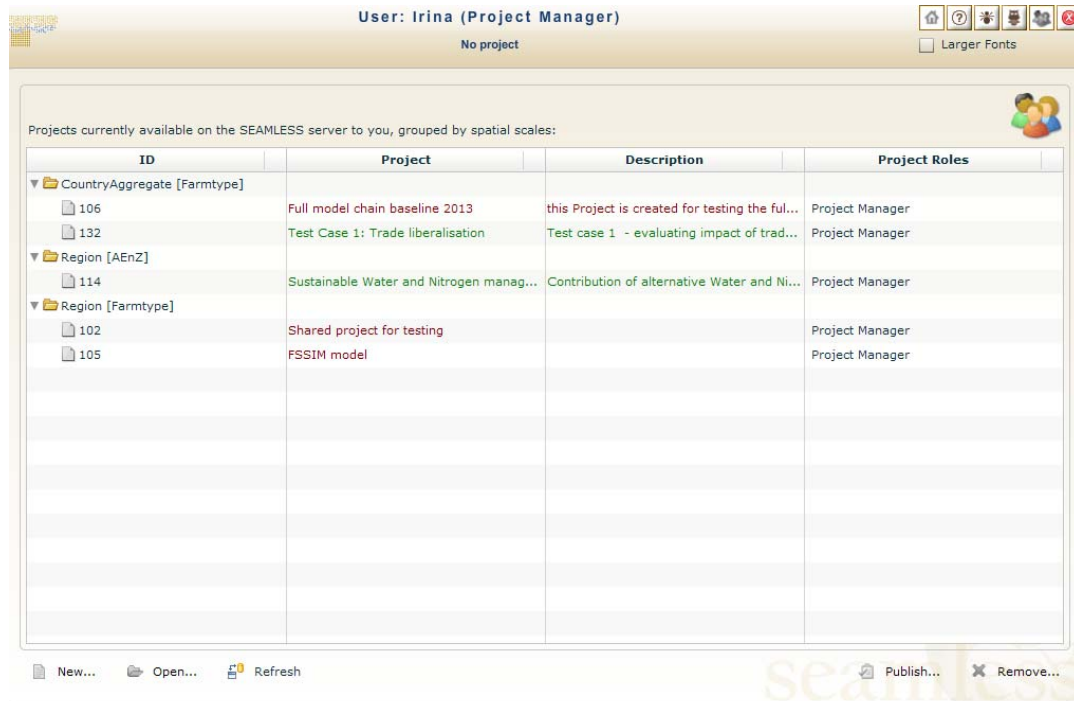 User: Irina (Project Manager)
No project
Larger Fonts
Projects currently available on the SEAMLESS server to you, grouped by spatial scales:
ID Project Description Project Roles
CountryAggregate [Farmtype]
106 Full model chain baseline 2013 this Project is created for testing the ful... Project Manager
132 Test Case 1: Trade liberalisation Test case 1 - evaluating impact of trad... Project Manager
Region [AEnZ]
114 Sustainable Water and Nitrogen manag... Contribution of alternative Water and Ni... Project Manager
Region [Farmtype]
102 Shared project for testing Project Manager
105 FSSIM model Project Manager
New... Open... Refresh Publish... Remove...
seamless